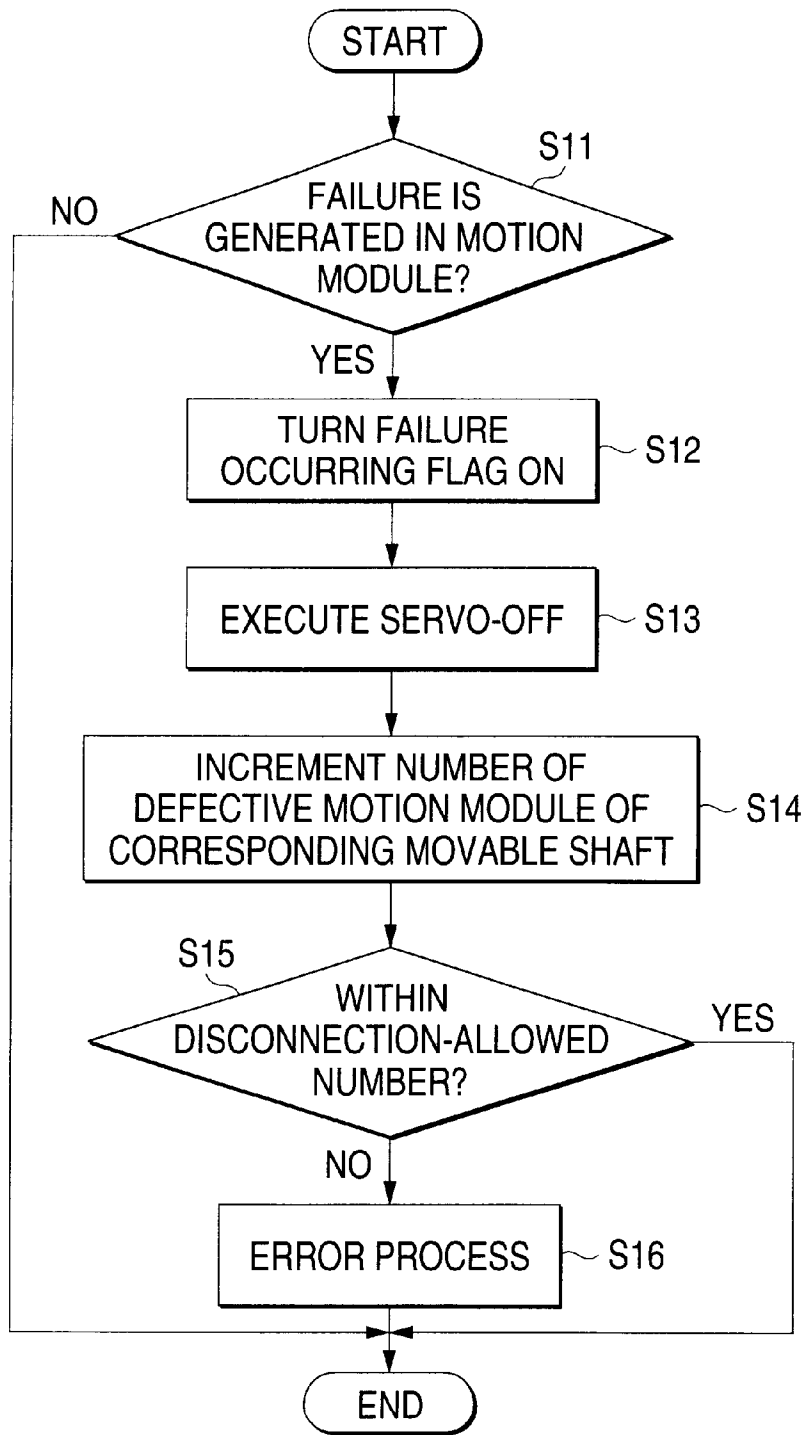 START
S11
FAILURE IS
GENERATED IN MOTION
MODULE?
NO
YES
TURN FAILURE
OCCURRING FLAG ON
S12
EXECUTE SERVO-OFF
S13
INCREMENT NUMBER OF
DEFECTIVE MOTION MODULE OF
CORRESPONDING MOVABLE SHAFT
S14
S15
WITHIN
DISCONNECTION-ALLOWED
NUMBER?
YES
NO
ERROR PROCESS
S16
END